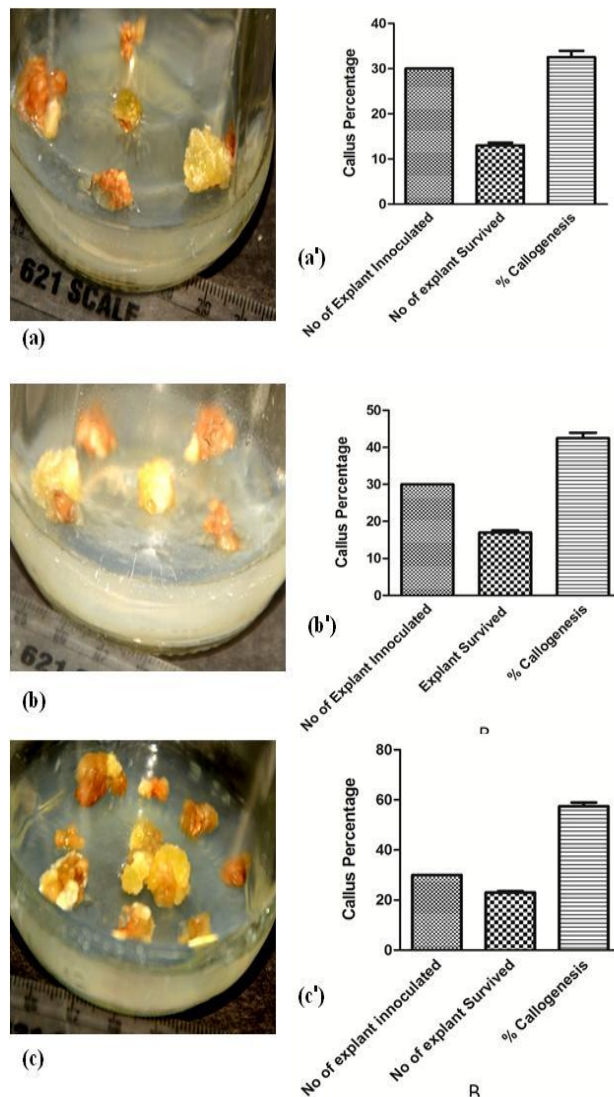 621 SCALE
(a)
40
30
20
10
0
Callus Percentage
No of Explant Innoculated
No of explant Survived
% Callogenesis
(a')
621
(b)
50
40
30
20
10
0
Callus Percentage
No of Explant Innoculated
Explant Survived
% Callogenesis
(b')
(c)
80
60
40
20
0
Callus Percentage
No of explant innoculated
No of explant Survived
% Callogenesis
(c')